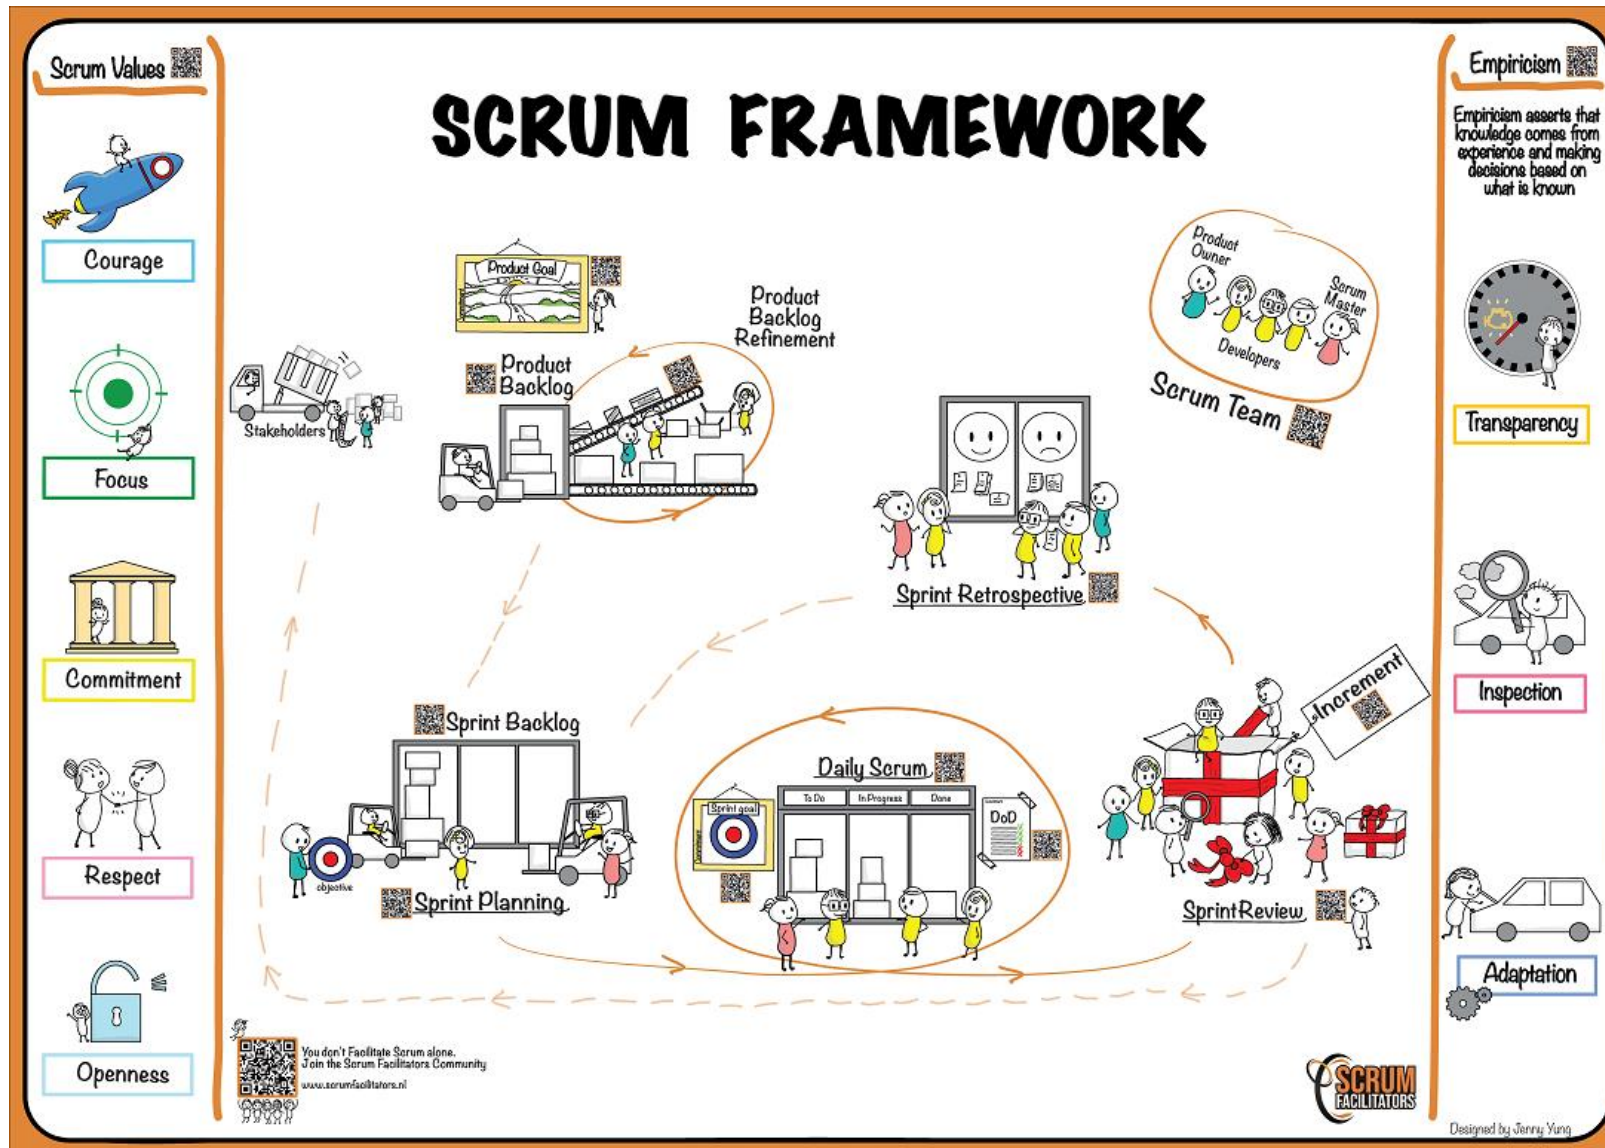 Scrum Values
Courage
Focus
Commitment
Respect
Openness
SCRUM FRAMEWORK
Product Goal
Product
Backlog
Refinement
Product
Backlog
Stakeholders
Product
Owner
Scrum
Master
Developers
Scrum Team
Sprint Retrospective
Sprint Backlog
objective
Sprint Planning
Daily Scrum
Sprint goal
To Do
In Progress
Done
DoD
Increment
Sprint Review
Empiricism
Empiricism asserts that
knowledge comes from
experience and making
decisions based on
what is known
Transparency
Inspection
Adaptation
You don't Facilitate Scrum alone.
Join the Scrum Facilitators Community
www.scrumfacilitators.nl
SCRUM
FACILITATORS
Designed by Jenny Yung